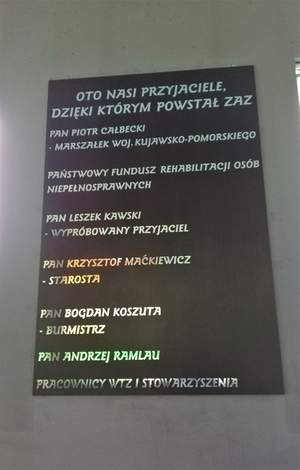 OTO NASI PRZYJACIELE,
DZIĘKI KTÓRYM POWSTAŁ ZAZ
PAN PIOTR CAŁBECKI
- MARSZAŁEK WOJ. KUJAWSKO-POMORSKIEGO
PAŃSTWOWY FUNDUSZ REHABILITACJI OSÓB
NIEPEŁNOSPRAWNYCH
PAN LESZEK KAWSKI
- WYPRÓBOWANY PRZYJACIEL
PAN KRZYSZTOF MAĆKIEWICZ
- STAROSTA
PAN BOGDAN KOSZUTA
- BURMISTRZ
PAN ANDRZEJ RAMLAU
PRACOWNICY WTZ I STOWARZYSZENIA